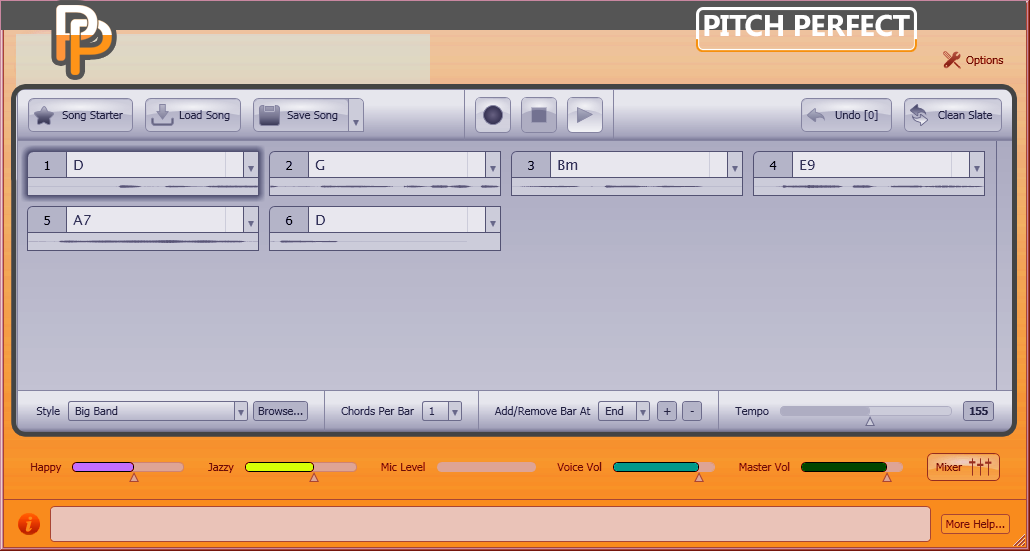 PP
PITCH PERFECT
Options
Song Starter
Load Song
Save Song
Undo [0]
Clean Slate
1 D
2 G
3 Bm
4 E9
5 A7
6 D
Style
Big Band
Browse...
Chords Per Bar
1
Add/Remove Bar At
End
+
-
Tempo
155
Happy
Jazzy
Mic Level
Voice Vol
Master Vol
Mixer
i
More Help...